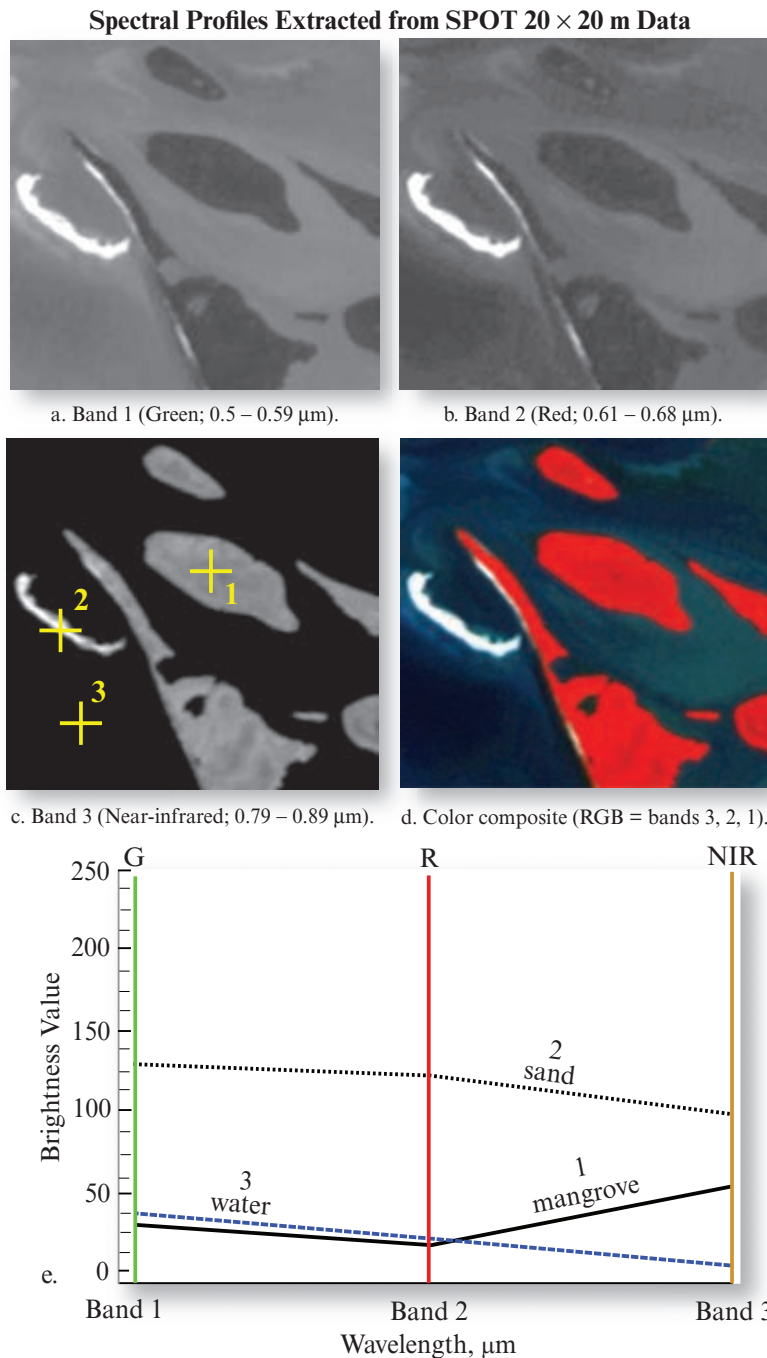 Spectral Profiles Extracted from SPOT 20 × 20 m Data
a. Band 1 (Green; 0.5 – 0.59 μm).
b. Band 2 (Red; 0.61 – 0.68 μm).
1
2
3
c. Band 3 (Near-infrared; 0.79 – 0.89 μm).
d. Color composite (RGB = bands 3, 2, 1).
G
R
NIR
250
200
150
100
50
0
Brightness Value
2
sand
3
water
1
mangrove
e.
Band 1
Band 2
Band 3
Wavelength, μm